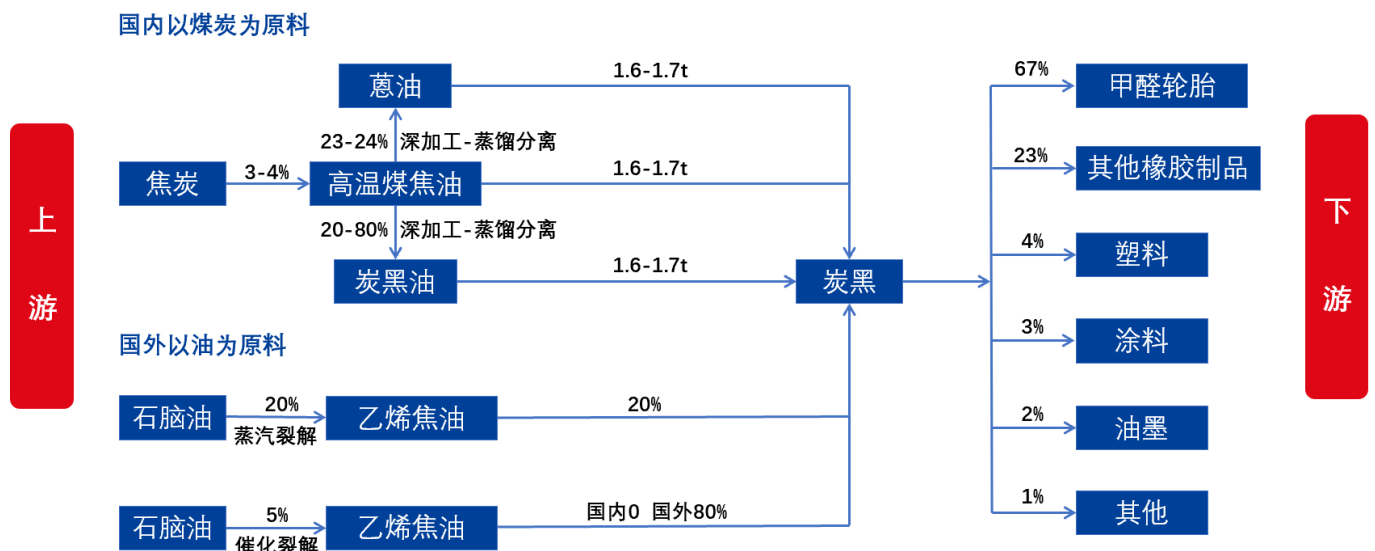 国内以煤炭为原料
上
游
蒽油
1.6-1.7t
23-24% 深加工-蒸馏分离
焦炭
3-4%
高温煤焦油
1.6-1.7t
20-80% 深加工-蒸馏分离
炭黑油
1.6-1.7t
炭黑
国外以油为原料
石脑油
20%
蒸汽裂解
乙烯焦油
20%
石脑油
5%
催化裂解
乙烯焦油
国内0 国外80%
67%
甲醛轮胎
23%
其他橡胶制品
4%
塑料
3%
涂料
2%
油墨
1%
其他
下
游